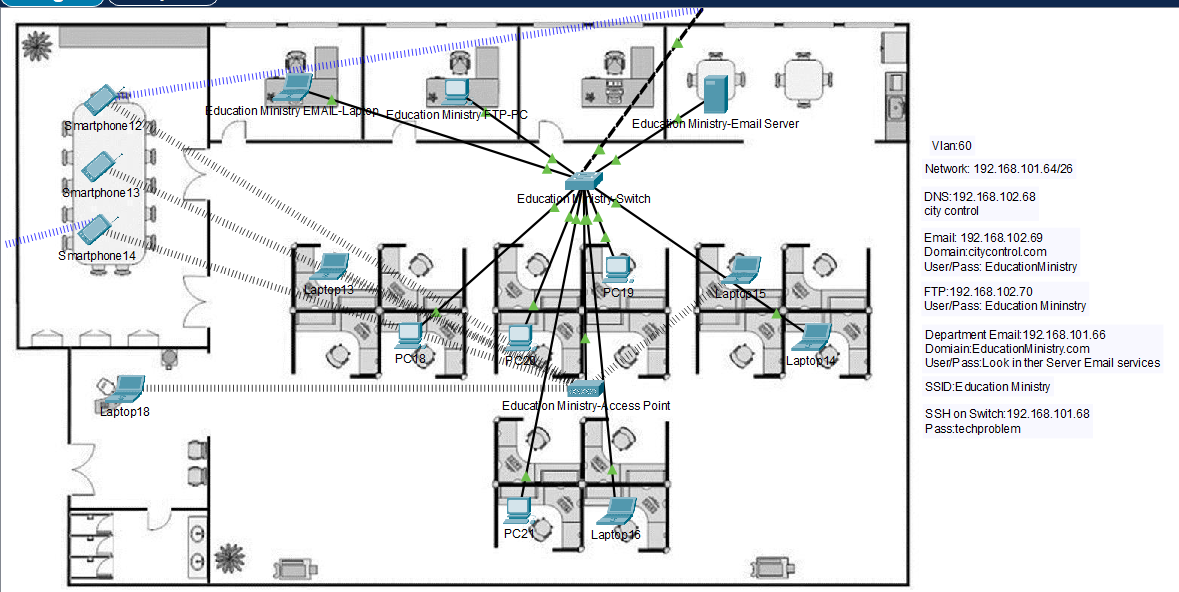 Education Ministry EMAIL-Laptop
Education Ministry-FTP-PC
Education Ministry-Email Server
Smartphone12
Smartphone13
Smartphone14
Education Ministry-Switch
Laptop13
PC19
Laptop15
PC18
PC20
Laptop14
Laptop18
Education Ministry-Access Point
PC21
Laptop16
Vlan:60
Network: 192.168.101.64/26
DNS:192.168.102.68
city control
Email: 192.168.102.69
Domain:citycontrol.com
User/Pass: EducationMinistry
FTP:192.168.102.70
User/Pass: Education Mininstry
Department Email:192.168.101.66
Domiain:EducationMinistry.com
User/Pass:Look in ther Server Email services
SSID:Education Ministry
SSH on Switch:192.168.101.68
Pass:techproblem